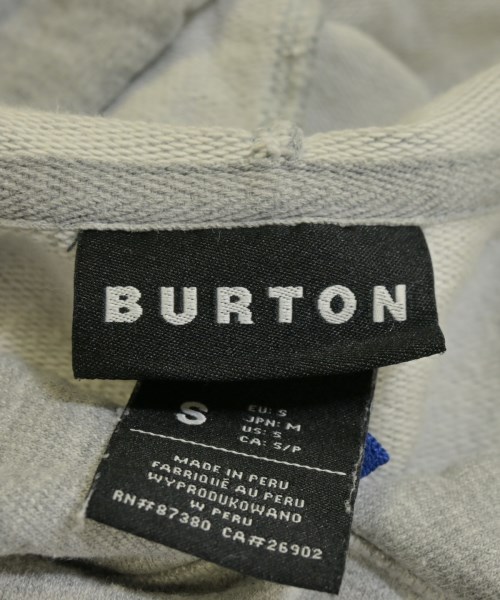 BURTON
S
EU: S
JPN: M
US: S
CA: S/P
MADE IN PERU
FABRIQUÉ AU PERU
WYPRODUKOWANO
W PERU
RN# 87380 CA# 26902